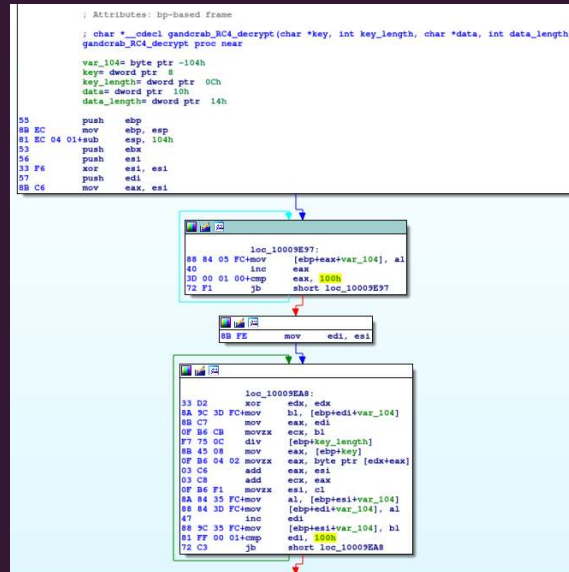 ; Attributes: bp-based frame
; char *__cdecl gandcrab_RC4_decrypt(char *key, int key_length, char *data, int data_length
gandcrab_RC4_decrypt proc near
var_104= byte ptr -104h
key= dword ptr  8
key_length= dword ptr  0Ch
data= dword ptr  10h
data_length= dword ptr  14h
55 push ebp
8B EC mov ebp, esp
81 EC 04 01+sub esp, 104h
53 push ebx
56 push esi
33 F6 xor esi, esi
57 push edi
8B C6 mov eax, esi
loc_10009E97:
88 84 05 FC+mov [ebp+eax+var_104], al
40 inc eax
3D 00 01 00+cmp eax, 100h
72 F1 jb short loc_10009E97
8B FE mov edi, esi
loc_10009EA8:
33 D2 xor edx, edx
8A 9C 3D FC+mov bl, [ebp+edi+var_104]
8B C7 mov eax, edi
0F B6 CB movzx ecx, bl
F7 75 0C div [ebp+key_length]
8B 45 08 mov eax, [ebp+key]
0F B6 04 02 movzx eax, byte ptr [edx+eax]
03 C6 add eax, esi
03 C8 add ecx, eax
0F B6 F1 movzx esi, cl
8A 84 35 FC+mov al, [ebp+esi+var_104]
88 84 3D FC+mov [ebp+edi+var_104], al
47 inc edi
88 9C 35 FC+mov [ebp+esi+var_104], bl
81 FF 00 01+cmp edi, 100h
72 C3 jb short loc_10009EA8